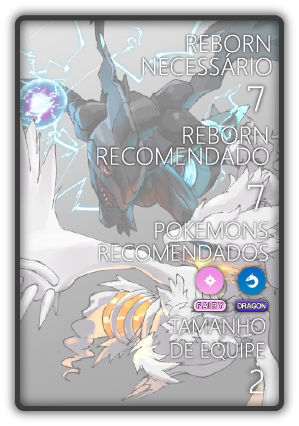 REBORN
NECESSÁRIO
7
REBORN
RECOMENDADO
7
POKEMONS
RECOMENDADOS
FAIRY DRAGON
TAMANHO
DE EQUIPE
2